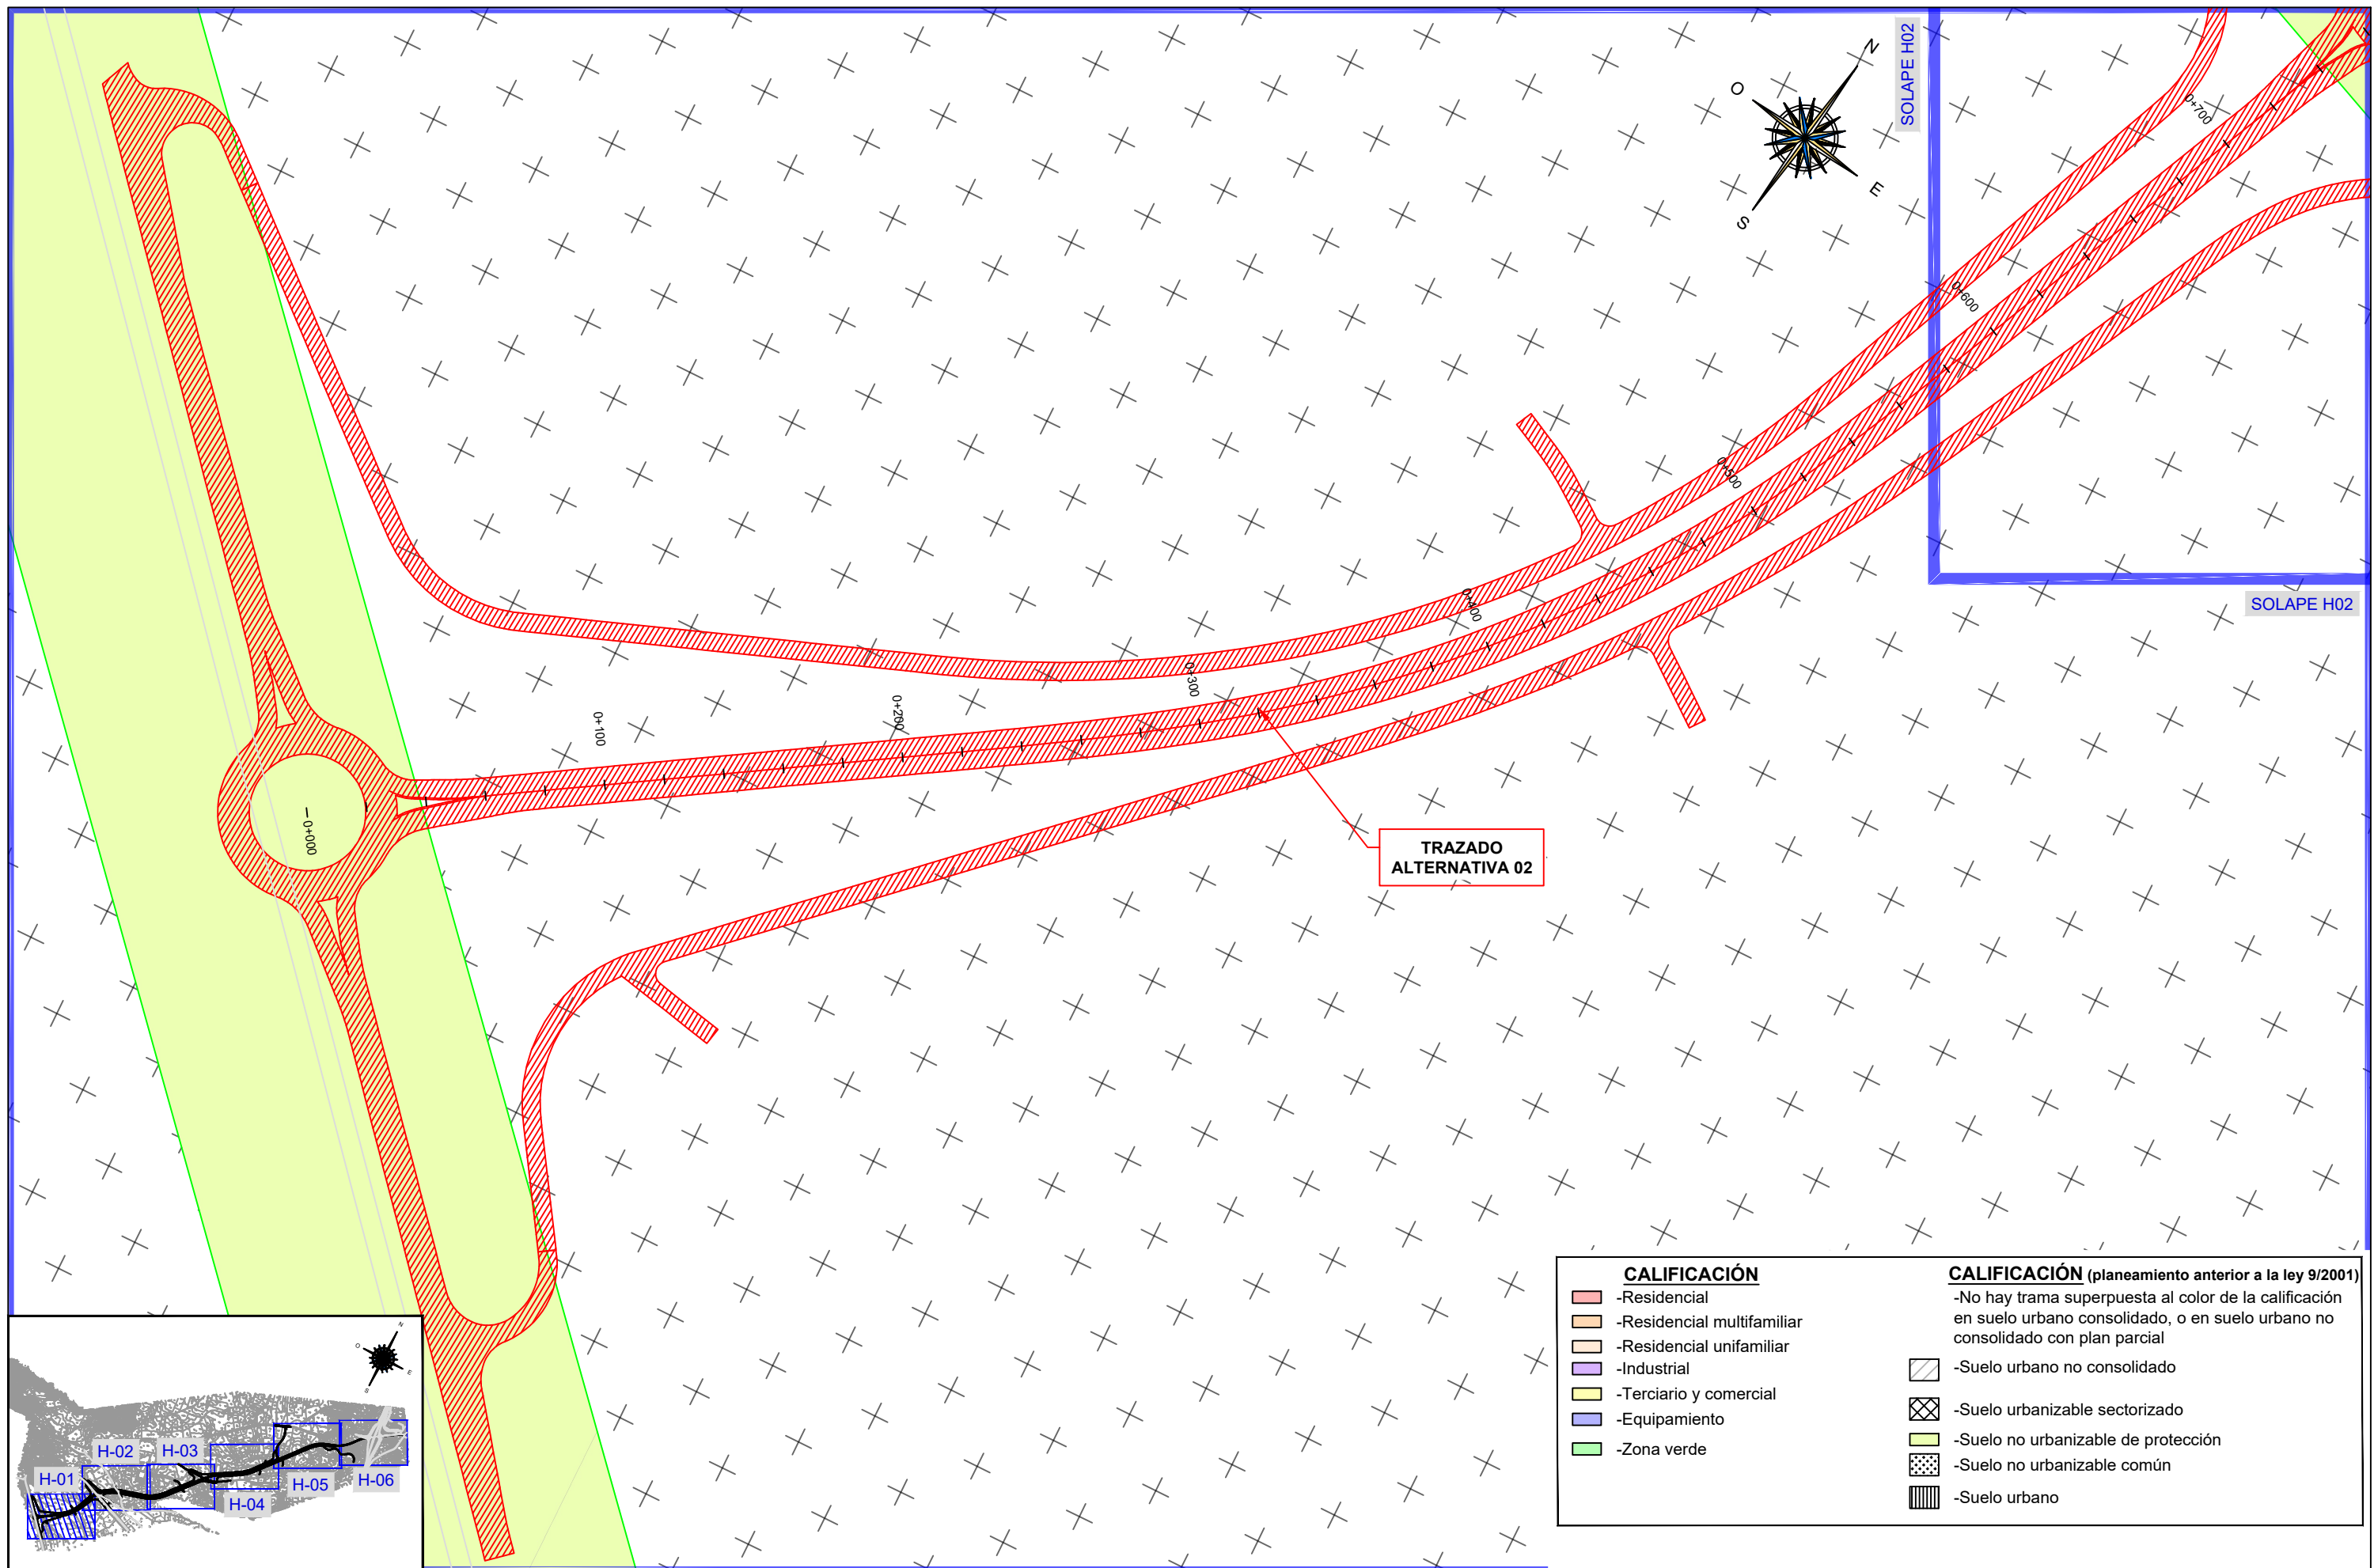 SOLAPE H02
N
O
E
S
0+700
0+600
0+500
SOLAPE H02
0+400
0+300
0+200
0+100
0+000
TRAZADO
ALTERNATIVA 02
CALIFICACIÓN
-Residencial
-Residencial multifamiliar
-Residencial unifamiliar
-Industrial
-Terciario y comercial
-Equipamiento
-Zona verde
CALIFICACIÓN (planeamiento anterior a la ley 9/2001)
-No hay trama superpuesta al color de la calificación
en suelo urbano consolidado, o en suelo urbano no
consolidado con plan parcial
-Suelo urbano no consolidado
-Suelo urbanizable sectorizado
-Suelo no urbanizable de protección
-Suelo no urbanizable común
-Suelo urbano
N
O
E
S
H-01
H-02
H-03
H-04
H-05
H-06